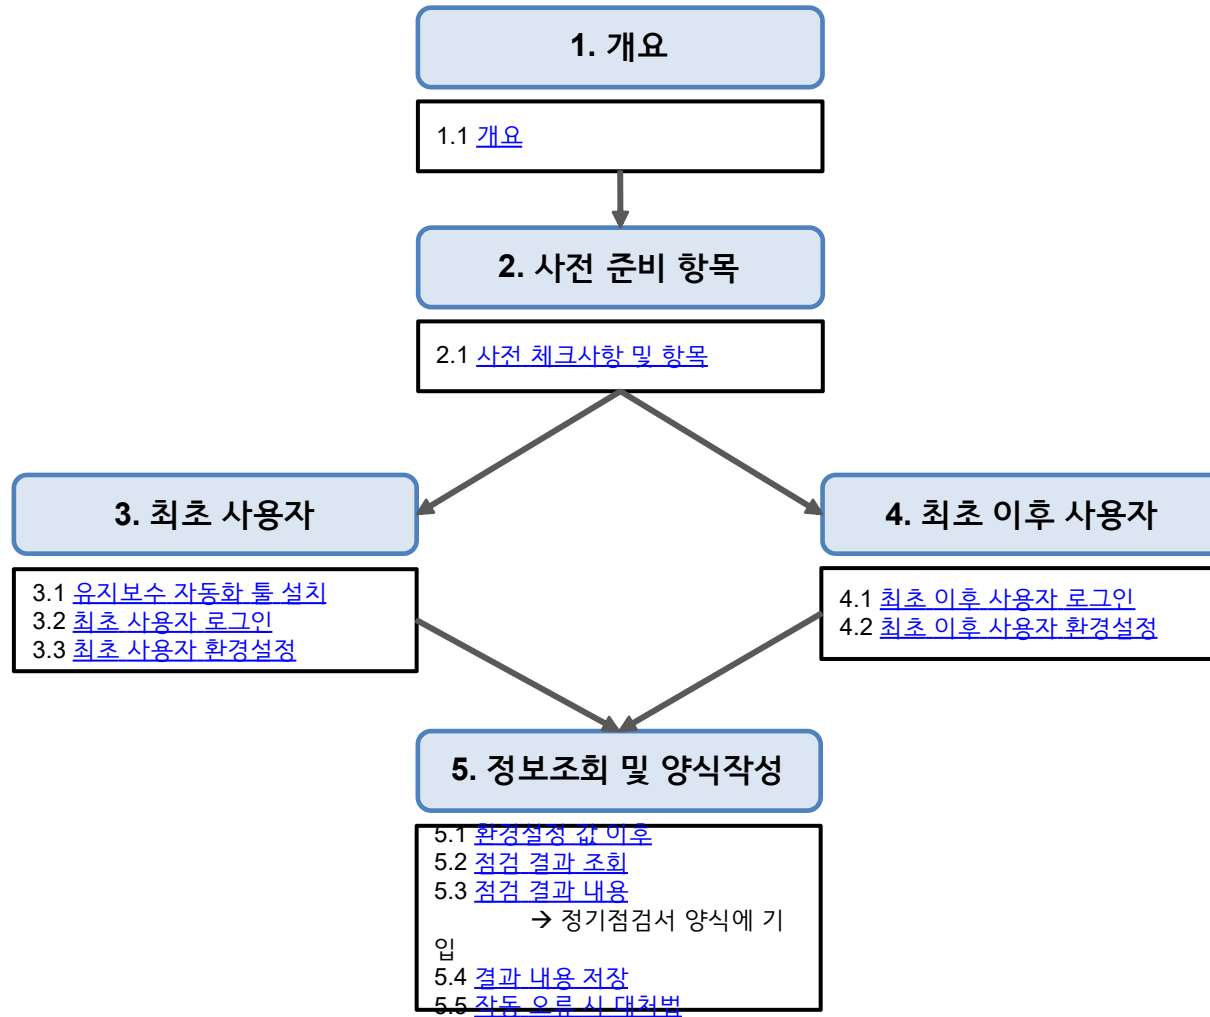 1. 개요
1.1 개요
2. 사전 준비 항목
2.1 사전 체크사항 및 항목
3. 최초 사용자
3.1 유지보수 자동화 툴 설치
3.2 최초 사용자 로그인
3.3 최초 사용자 환경설정
4. 최초 이후 사용자
4.1 최초 이후 사용자 로그인
4.2 최초 이후 사용자 환경설정
5. 정보조회 및 양식작성
5.1 환경설정 값 이후
5.2 점검 결과 조회
5.3 점검 결과 내용
→ 정기점검서 양식에 기
입
5.4 결과 내용 저장
5.5 작동 오류 시 대처법